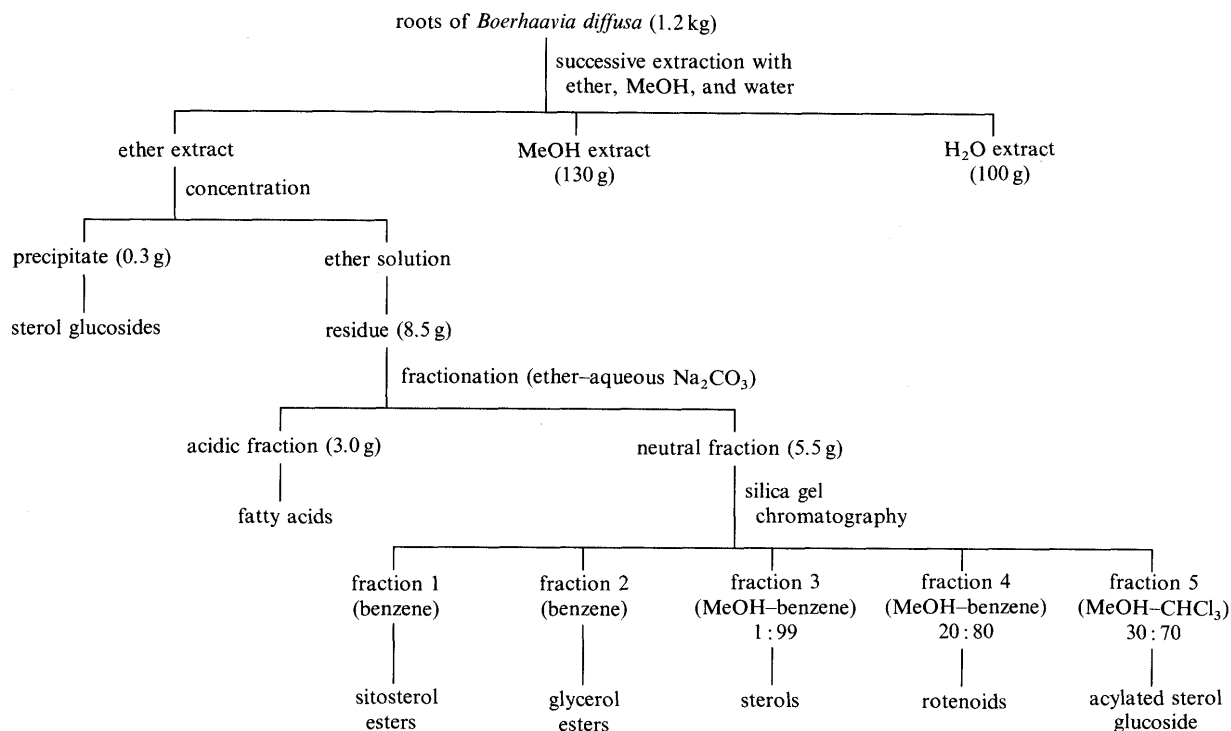 roots of Boerhaavia diffusa (1.2 kg)
successive extraction with
ether, MeOH, and water
ether extract
MeOH extract
(130 g)
H₂O extract
(100 g)
concentration
precipitate (0.3 g)
ether solution
sterol glucosides
residue (8.5 g)
fractionation (ether–aqueous Na₂CO₃)
acidic fraction (3.0 g)
neutral fraction (5.5 g)
fatty acids
silica gel
chromatography
fraction 1
(benzene)
fraction 2
(benzene)
fraction 3
(MeOH–benzene)
1 : 99
fraction 4
(MeOH–benzene)
20 : 80
fraction 5
(MeOH–CHCl₃)
30 : 70
sitosterol
esters
glycerol
esters
sterols
rotenoids
acylated sterol
glucoside